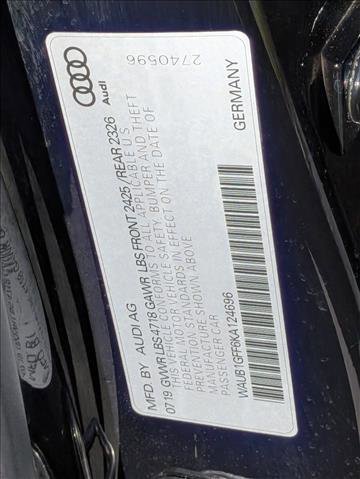 Audi
2740596
MFD. BY AUDI AG GERMANY
07/19 GVWR LBS 4718 GAWR LBS FRONT 2425 /REAR 2326
THIS VEHICLE CONFORMS TO ALL APPLICABLE U.S.
FEDERAL MOTOR VEHICLE SAFETY, BUMPER AND THEFT
PREVENTION STANDARDS IN EFFECT ON THE DATE OF
MANUFACTURE SHOWN ABOVE
PASSENGER CAR
WAUB1GFF6KA124696